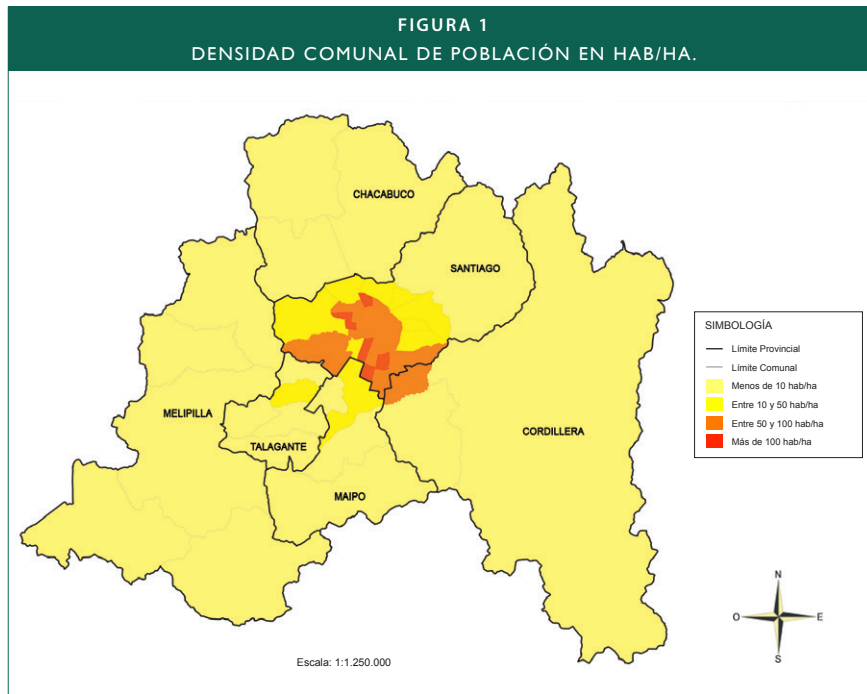 FIGURA 1
DENSIDAD COMUNAL DE POBLACIÓN EN HAB/HA.
CHACABUCO
SANTIAGO
SIMBOLOGÍA
Límite Provincial
Límite Comunal
Menos de 10 hab/ha
Entre 10 y 50 hab/ha
Entre 50 y 100 hab/ha
Más de 100 hab/ha
MELIPILLA
CORDILLERA
TALAGANTE
MAIPO
N
O
E
S
Escala: 1:1.250.000